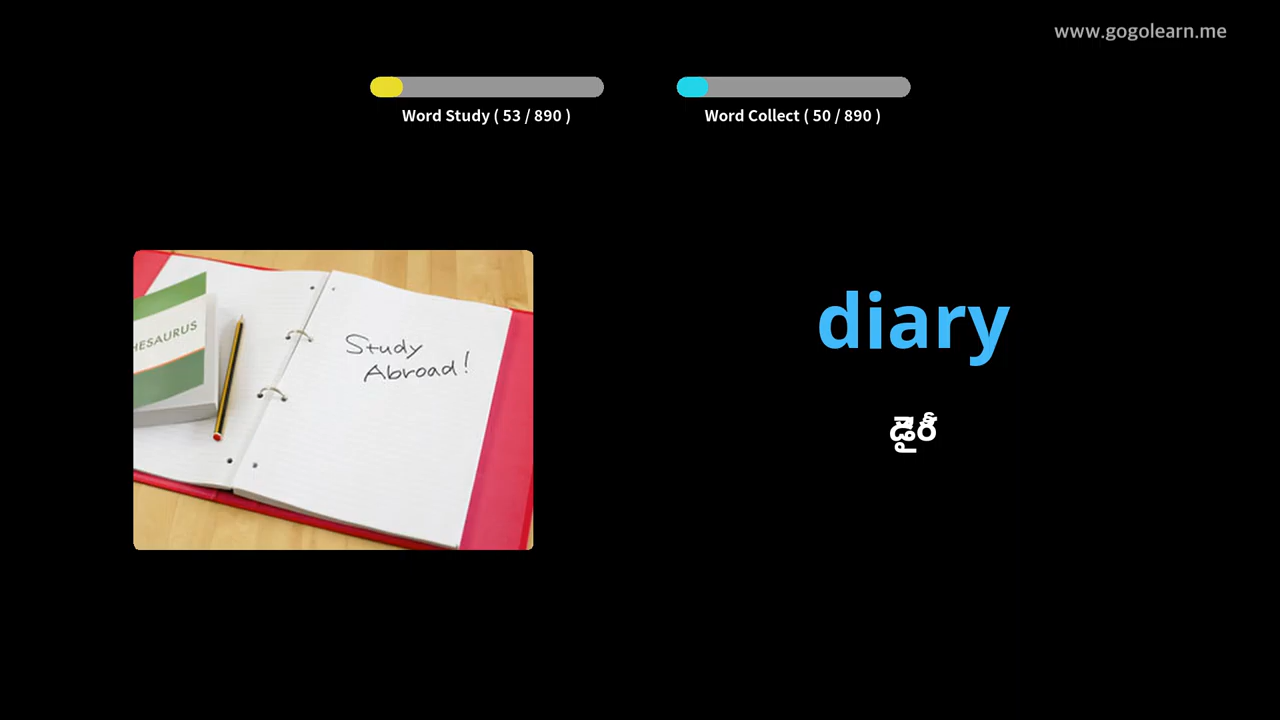 www.gogolearn.me
Word Study ( 53 / 890 )
Word Collect ( 50 / 890 )
HESAURUS
Study
Abroad!
diary
డైరీ